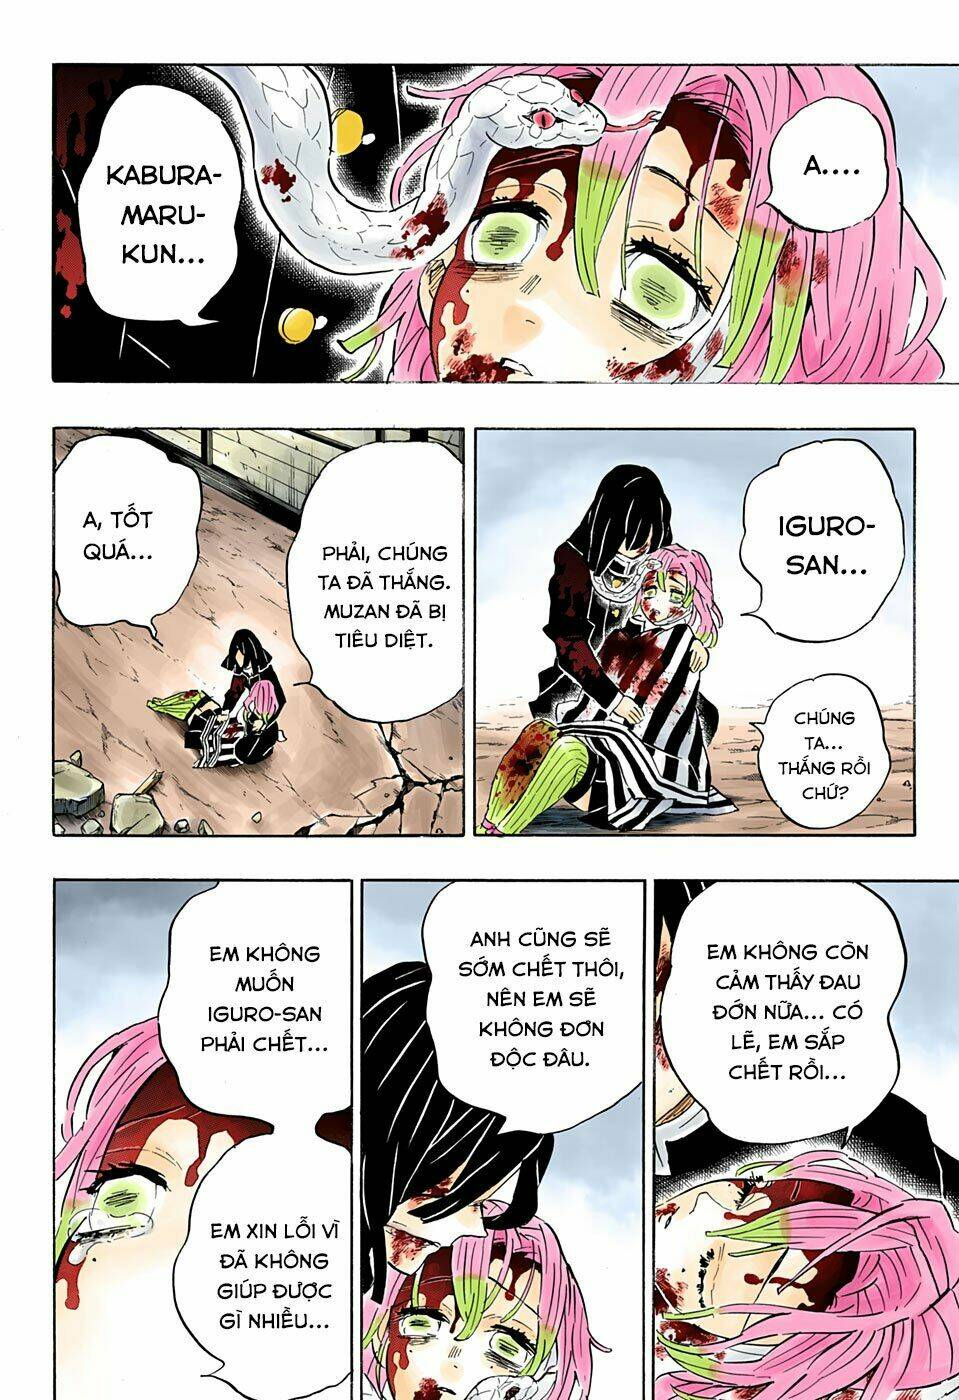 A....
KABURA-
MARU-
KUN...
IGURO-
SAN...
CHÚNG
TA...
THẮNG RỒI
CHỨ?
PHẢI, CHÚNG
TA ĐÃ THẮNG.
MUZAN ĐÃ BỊ
TIÊU DIỆT.
A, TỐT
QUÁ...
EM KHÔNG CÒN
CẢM THẤY ĐAU
ĐỚN NỮA... CÓ
LẼ, EM SẮP
CHẾT RỒI...
ANH CŨNG SẼ
SỚM CHẾT THÔI,
NÊN EM SẼ
KHÔNG ĐƠN
ĐỘC ĐÂU.
EM KHÔNG
MUỐN
IGURO-SAN
PHẢI CHẾT...
EM XIN LỖI VÌ
ĐÃ KHÔNG
GIÚP ĐƯỢC
GÌ NHIỀU...